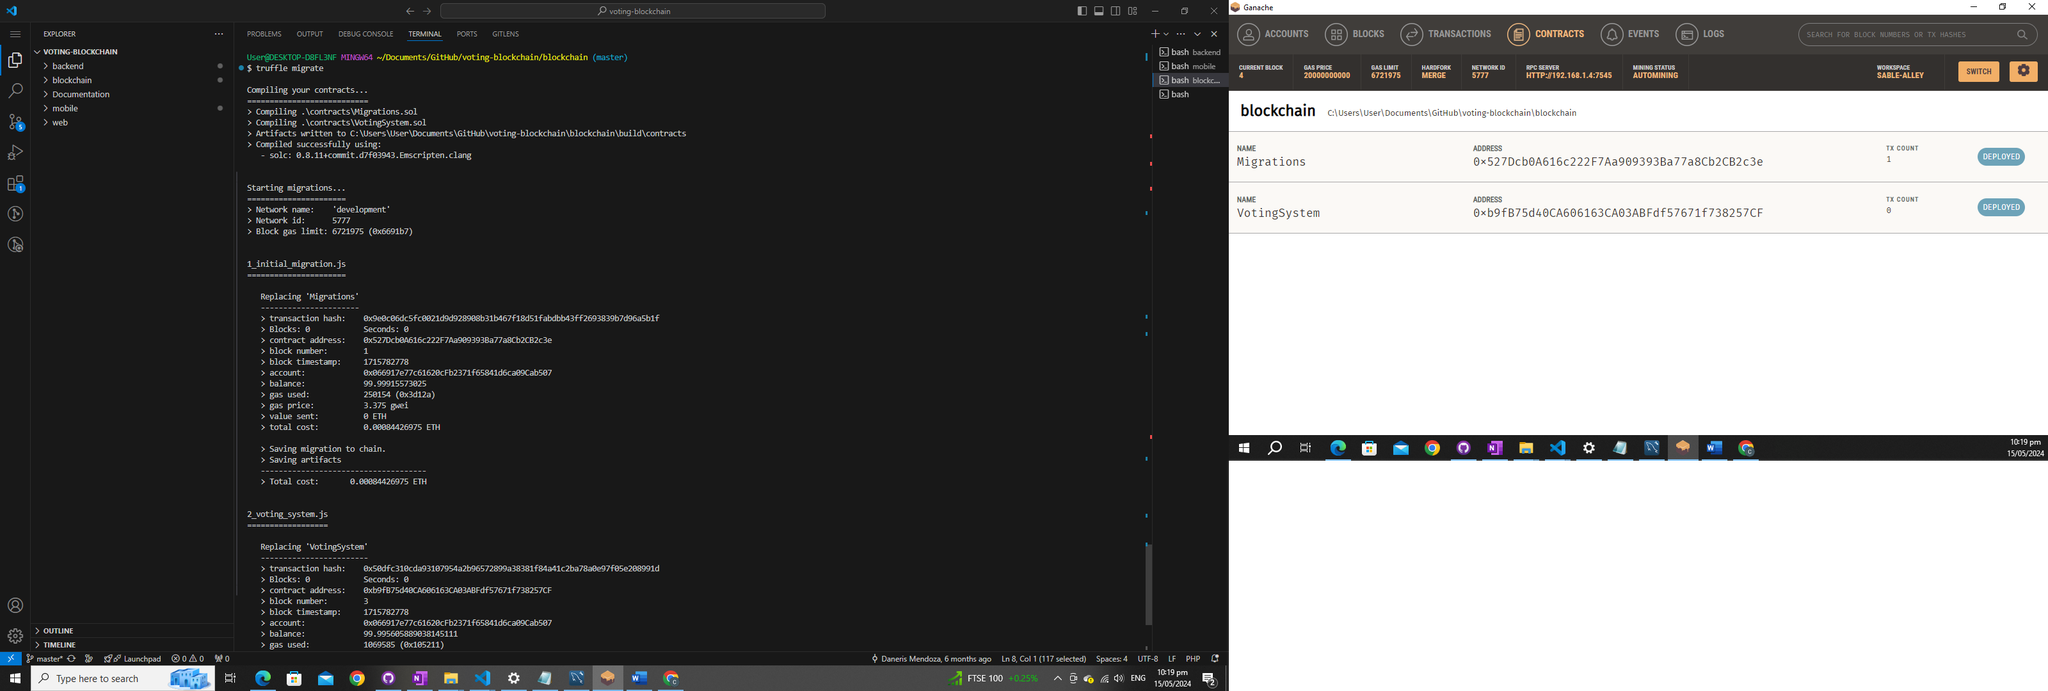 voting-blockchain
EXPLORER
VOTING-BLOCKCHAIN
backend
blockchain
Documentation
mobile
web
OUTLINE
TIMELINE
PROBLEMS OUTPUT DEBUG CONSOLE TERMINAL PORTS GITLENS
bash backend
bash mobile
bash blockc...
bash
User@DESKTOP-D8FL3NF MINGW64 ~/Documents/GitHub/voting-blockchain/blockchain (master)
$ truffle migrate
Compiling your contracts...
===========================
> Compiling .\contracts\Migrations.sol
> Compiling .\contracts\VotingSystem.sol
> Artifacts written to C:\Users\User\Documents\GitHub\voting-blockchain\blockchain\build\contracts
> Compiled successfully using:
- solc: 0.8.11+commit.d7f03943.Emscripten.clang
Starting migrations...
======================
> Network name: 'development'
> Network id: 5777
> Block gas limit: 6721975 (0x6691b7)
1_initial_migration.js
======================
Replacing 'Migrations'
----------------------
> transaction hash: 0x9e0c06dc5fc0021d9d928908b31b467f18d51fabdbb43ff2693839b7d96a5b1f
> Blocks: 0 Seconds: 0
> contract address: 0x527Dcb0A616c222F7Aa909393Ba77a8Cb2CB2c3e
> block number: 1
> block timestamp: 1715782778
> account: 0x066917e77c61620cFb2371f65841d6ca09Cab507
> balance: 99.99915573025
> gas used: 250154 (0x3d12a)
> gas price: 3.375 gwei
> value sent: 0 ETH
> total cost: 0.00084426975 ETH
> Saving migration to chain.
> Saving artifacts
-------------------------------------
> Total cost: 0.00084426975 ETH
2_voting_system.js
==================
Replacing 'VotingSystem'
------------------------
> transaction hash: 0x50dfc310cda93107954a2b96572899a38381f84a41c2ba78a0e97f05e208991d
> Blocks: 0 Seconds: 0
> contract address: 0xb9fB75d40CA606163CA03ABFdf57671f738257CF
> block number: 3
> block timestamp: 1715782778
> account: 0x066917e77c61620cFb2371f65841d6ca09Cab507
> balance: 99.995605889038145111
> gas used: 1069585 (0x105211)
master* Launchpad 0 0 0
Daneris Mendoza, 6 months ago Ln 8, Col 1 (117 selected) Spaces: 4 UTF-8 LF PHP
Type here to search
FTSE 100 +0.25% ENG
10:19 pm
15/05/2024
2
Ganache
ACCOUNTS BLOCKS TRANSACTIONS CONTRACTS EVENTS LOGS
SEARCH FOR BLOCK NUMBERS OR TX HASHES
CURRENT BLOCK
4
GAS PRICE
20000000000
GAS LIMIT
6721975
HARDFORK
MERGE
NETWORK ID
5777
RPC SERVER
HTTP://192.168.1.4:7545
MINING STATUS
AUTOMINING
WORKSPACE
SABLE-ALLEY
SWITCH
blockchain C:\Users\User\Documents\GitHub\voting-blockchain\blockchain
NAME
Migrations
ADDRESS
0×527Dcb0A616c222F7Aa909393Ba77a8Cb2CB2c3e
TX COUNT
1
DEPLOYED
NAME
VotingSystem
ADDRESS
0×b9fB75d40CA606163CA03ABFdf57671f738257CF
TX COUNT
0
DEPLOYED
10:19 pm
15/05/2024